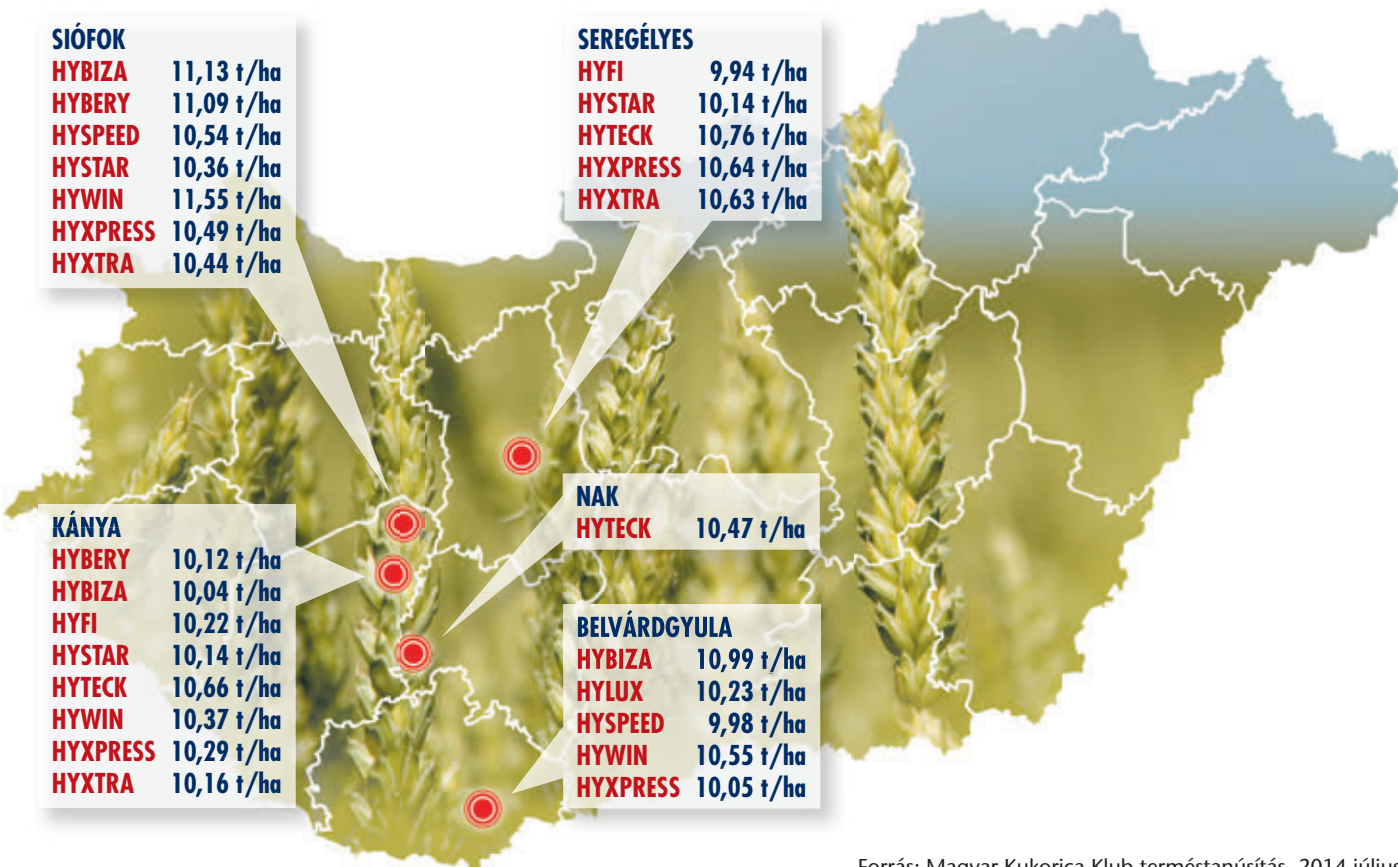 SIÓFOK
HYBIZA 11,13 t/ha
HYBERY 11,09 t/ha
HYSPEED 10,54 t/ha
HYSTAR 10,36 t/ha
HYWIN 11,55 t/ha
HYXPRESS 10,49 t/ha
HYXTRA 10,44 t/ha
SEREGÉLYES
HYFI 9,94 t/ha
HYSTAR 10,14 t/ha
HYTECK 10,76 t/ha
HYXPRESS 10,64 t/ha
HYXTRA 10,63 t/ha
KÁNYA
HYBERY 10,12 t/ha
HYBIZA 10,04 t/ha
HYFI 10,22 t/ha
HYSTAR 10,14 t/ha
HYTECK 10,66 t/ha
HYWIN 10,37 t/ha
HYXPRESS 10,29 t/ha
HYXTRA 10,16 t/ha
NAK
HYTECK 10,47 t/ha
BELVÁRDGYULA
HYBIZA 10,99 t/ha
HYLUX 10,23 t/ha
HYSPEED 9,98 t/ha
HYWIN 10,55 t/ha
HYXPRESS 10,05 t/ha
Forrás: Magyar Kukorica Klub terméstanúsítás, 2014 július